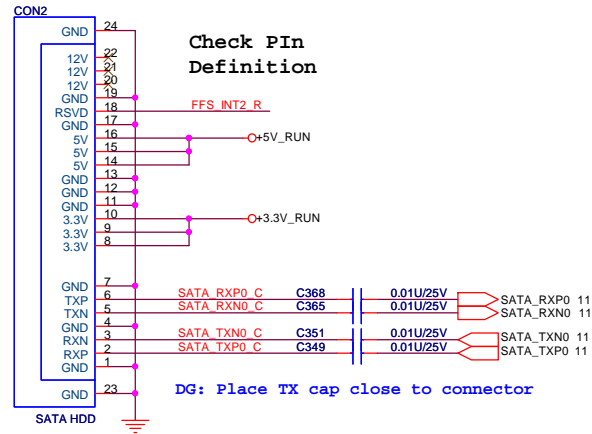 CON2
GND 24
Check PIn
Definition
12V 22
12V 21
12V 20
GND 19
RSVD 18 FFS_INT2_R
GND 17
5V 16 +5V_RUN
5V 15
5V 14
GND 13
GND 12
GND 11
3.3V 10 +3.3V_RUN
3.3V 9
3.3V 8
GND 7
TXP 6 SATA_RXP0_C C368 0.01U/25V SATA_RXP0 11
TXN 5 SATA_RXN0_C C365 0.01U/25V SATA_RXN0 11
GND 4
RXN 3 SATA_TXN0_C C351 0.01U/25V SATA_TXN0 11
RXP 2 SATA_TXP0_C C349 0.01U/25V SATA_TXP0 11
GND 1
GND 23
DG: Place TX cap close to connector
SATA HDD